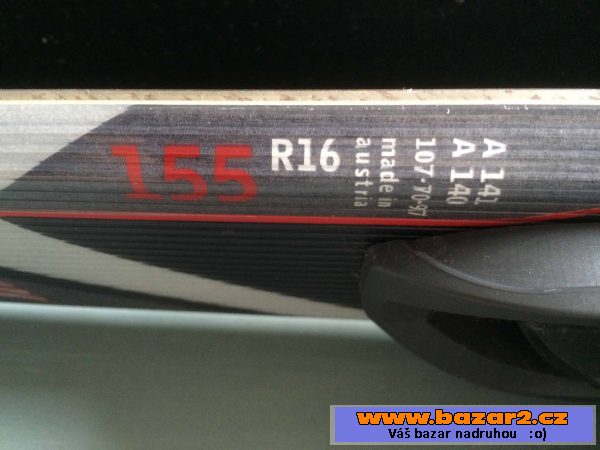 155
R16
made in
austria
A 141
A 140
107-70-97
www.bazar2.cz
Váš bazar nadruhou :o)